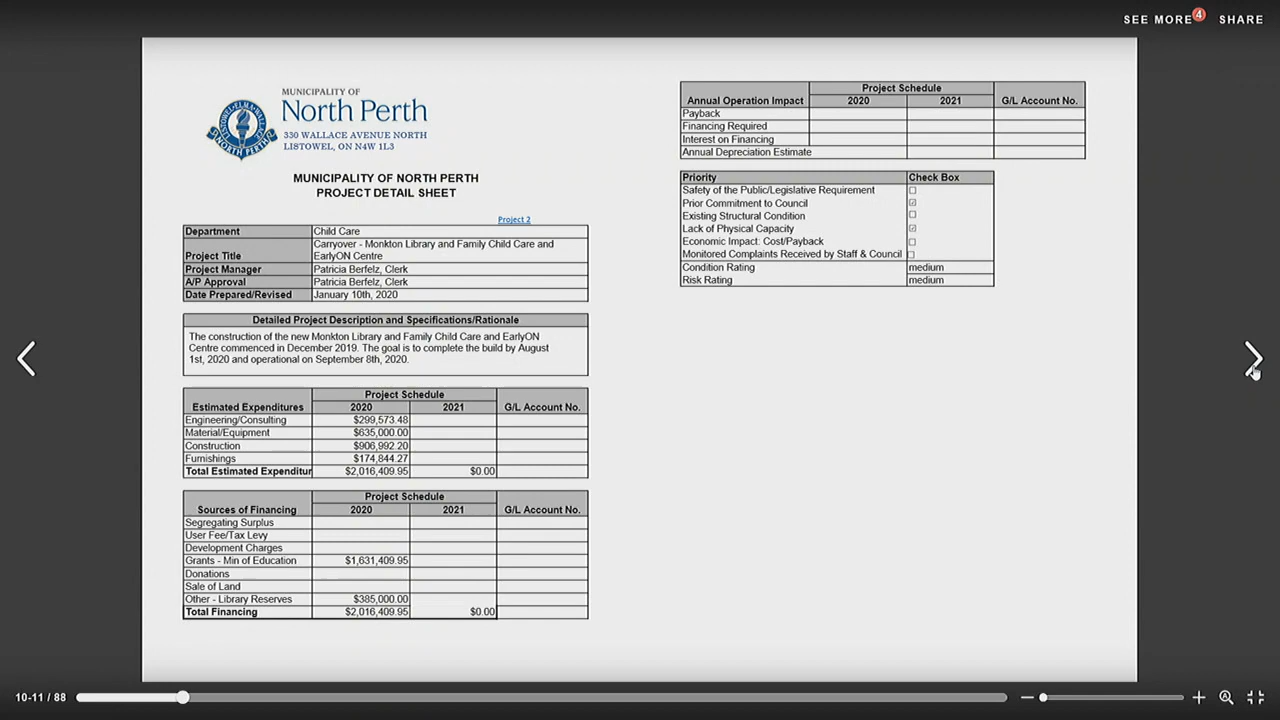 SEE MORE 4 SHARE
MUNICIPALITY OF
North Perth
330 WALLACE AVENUE NORTH
LISTOWEL, ON N4W 1L3
NORTH PERTH
MUNICIPALITY OF NORTH PERTH
PROJECT DETAIL SHEET
Project 2
Department Child Care
Project Title Carryover - Monkton Library and Family Child Care and
EarlyON Centre
Project Manager Patricia Berfelz, Clerk
A/P Approval Patricia Berfelz, Clerk
Date Prepared/Revised January 10th, 2020
Detailed Project Description and Specifications/Rationale
The construction of the new Monkton Library and Family Child Care and EarlyON
Centre commenced in December 2019. The goal is to complete the build by August
1st, 2020 and operational on September 8th, 2020.
Project Schedule
Estimated Expenditures 2020 2021 G/L Account No.
Engineering/Consulting $299,573.48
Material/Equipment $635,000.00
Construction $906,992.20
Furnishings $174,844.27
Total Estimated Expenditur $2,016,409.95 $0.00
Project Schedule
Sources of Financing 2020 2021 G/L Account No.
Segregating Surplus
User Fee/Tax Levy
Development Charges
Grants - Min of Education $1,631,409.95
Donations
Sale of Land
Other - Library Reserves $385,000.00
Total Financing $2,016,409.95 $0.00
Project Schedule
Annual Operation Impact 2020 2021 G/L Account No.
Payback
Financing Required
Interest on Financing
Annual Depreciation Estimate
Priority Check Box
Safety of the Public/Legislative Requirement ☐
Prior Commitment to Council ☑
Existing Structural Condition ☐
Lack of Physical Capacity ☑
Economic Impact: Cost/Payback ☐
Monitored Complaints Received by Staff & Council ☐
Condition Rating medium
Risk Rating medium
10-11 / 88